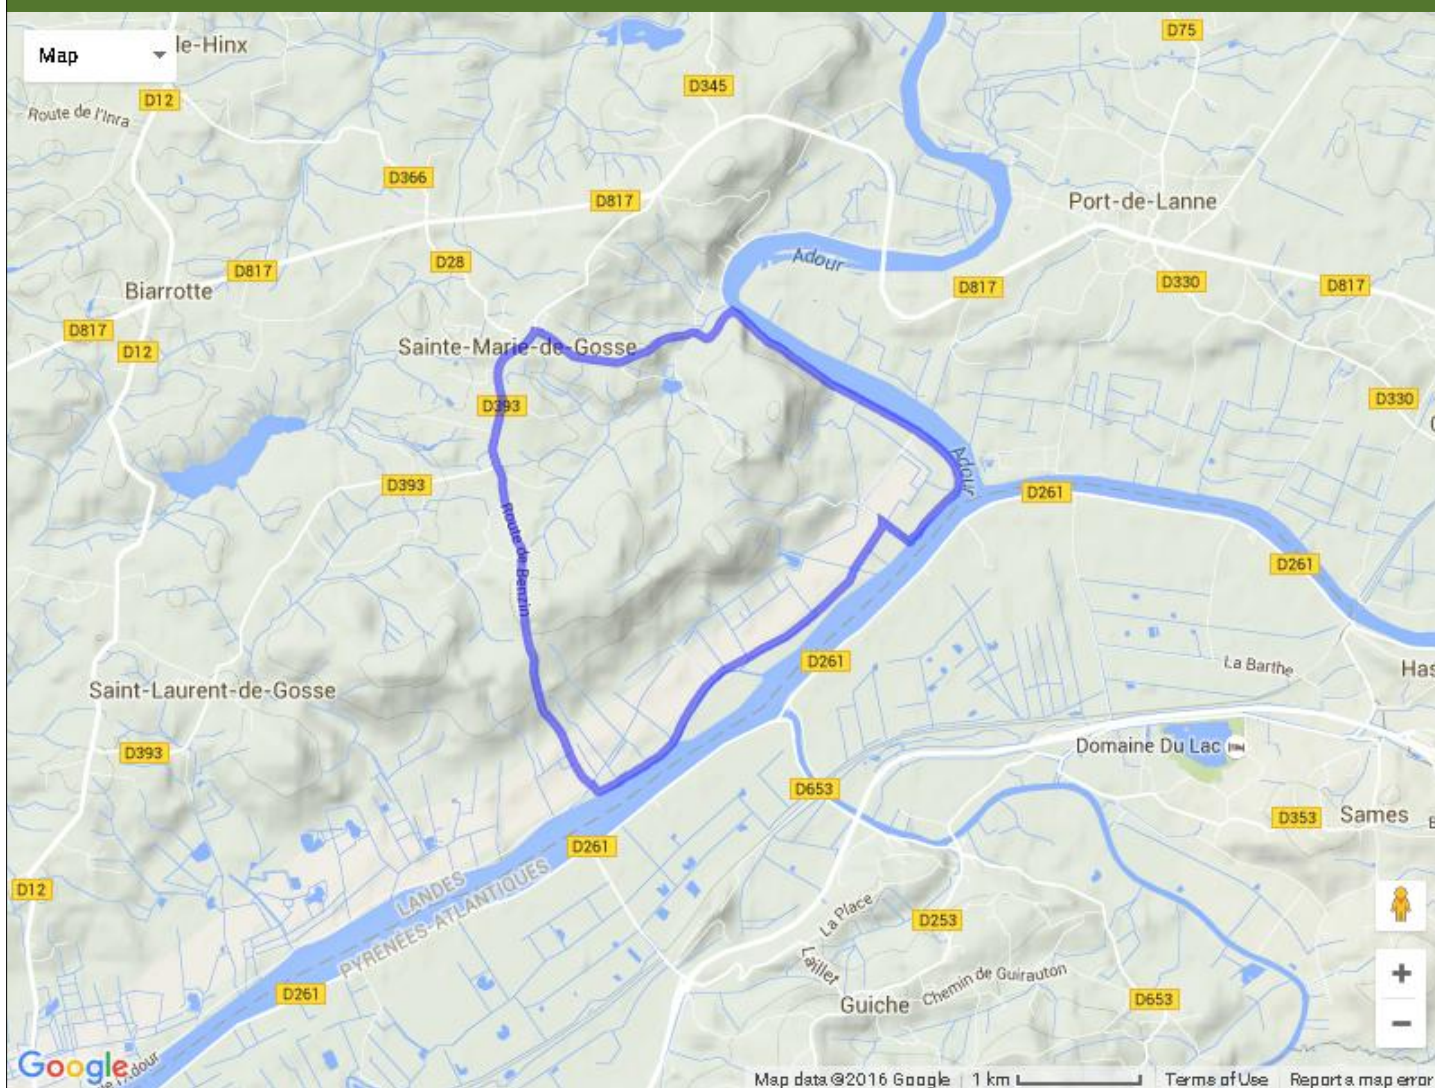 Map
le-Hinx
D75
D345
D12
Route de l'Inra
D366
D817
Port-de-Lanne
Adour
D28
D817
D817
D330
D817
Biarrotte
D817
D12
Sainte-Marie-de-Gosse
D393
D330
Adour
D393
D261
Route de Benzin
D261
D261
La Barthe
Has
Saint-Laurent-de-Gosse
D393
Domaine Du Lac
D653
D353
Sames
D261
LANDES
PYRÉNÉES-ATLANTIQUES
D12
La Place
D253
Laillet
Chemin de Guirauton
Guiche
D261
D653
+
−
Google
Map data ©2016 Google
1 km
Terms of Use
Report a map error